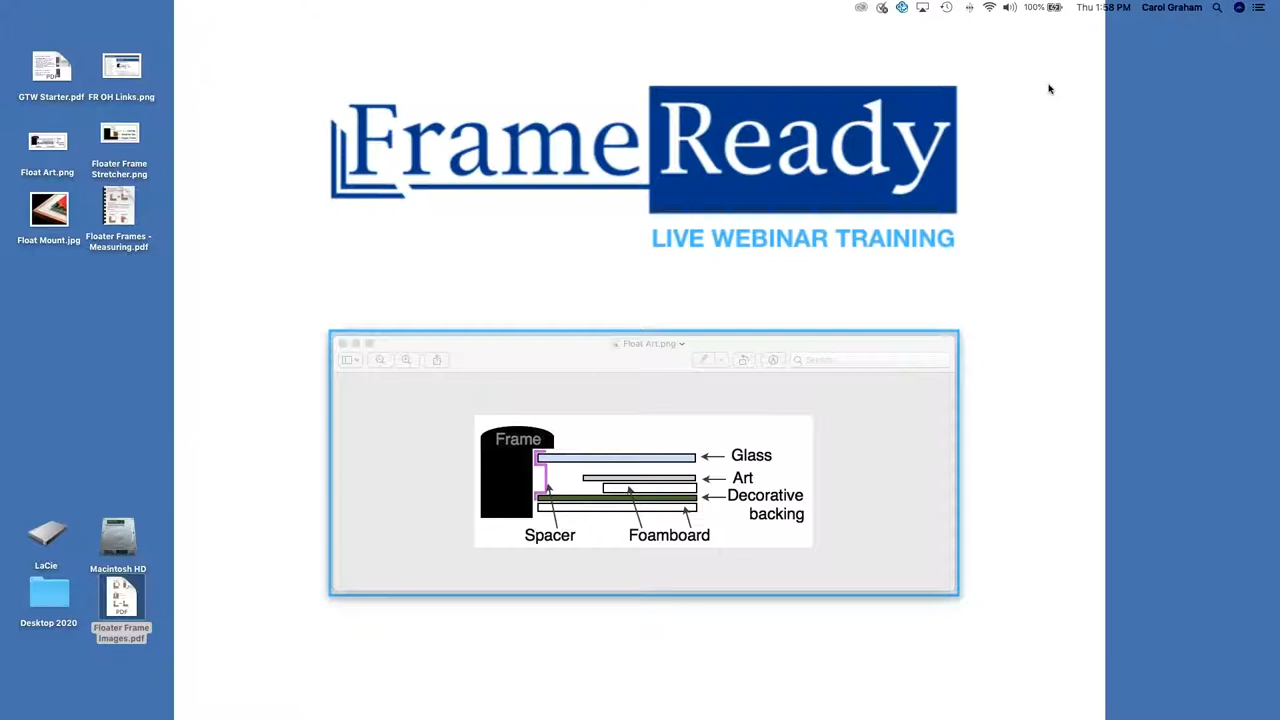 100%
Thu 1:58 PM
Carol Graham
GTW Starter.pdf
FR OH Links.png
Float Art.png
Floater Frame
Stretcher.png
Float Mount.jpg
Floater Frames -
Measuring.pdf
LaCie
Macintosh HD
Desktop 2020
PDF
Floater Frame
Images.pdf
FrameReady
LIVE WEBINAR TRAINING
Float Art.png
Search
Frame
Glass
Art
Decorative
backing
Spacer
Foamboard